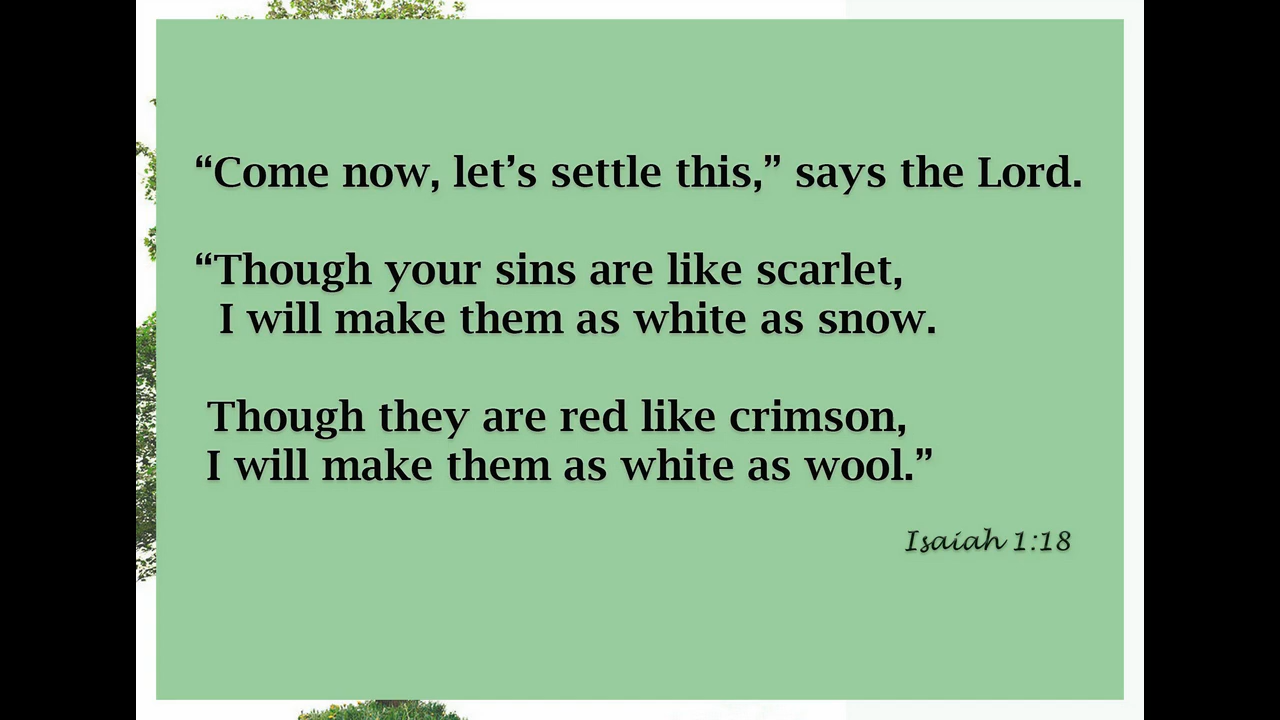 “Come now, let’s settle this,” says the Lord.
“Though your sins are like scarlet,
I will make them as white as snow.
Though they are red like crimson,
I will make them as white as wool.”
Isaiah 1:18